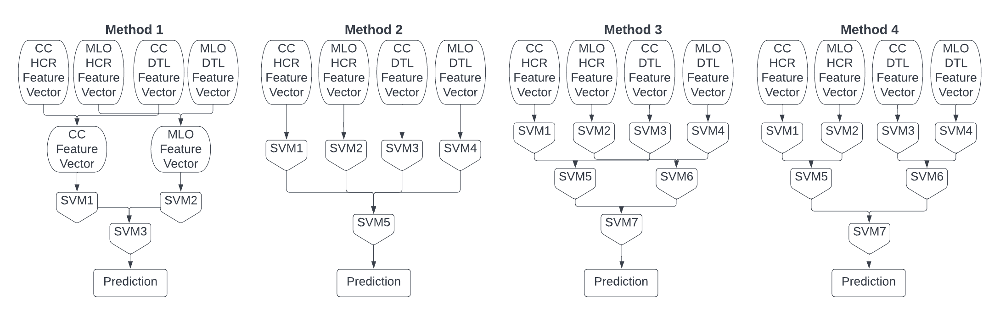 Method 1
CC
HCR
Feature
Vector
MLO
HCR
Feature
Vector
CC
DTL
Feature
Vector
MLO
DTL
Feature
Vector
CC
Feature
Vector
MLO
Feature
Vector
SVM1
SVM2
SVM3
Prediction
Method 2
CC
HCR
Feature
Vector
MLO
HCR
Feature
Vector
CC
DTL
Feature
Vector
MLO
DTL
Feature
Vector
SVM1
SVM2
SVM3
SVM4
SVM5
Prediction
Method 3
CC
HCR
Feature
Vector
MLO
HCR
Feature
Vector
CC
DTL
Feature
Vector
MLO
DTL
Feature
Vector
SVM1
SVM2
SVM3
SVM4
SVM5
SVM6
SVM7
Prediction
Method 4
CC
HCR
Feature
Vector
MLO
HCR
Feature
Vector
CC
DTL
Feature
Vector
MLO
DTL
Feature
Vector
SVM1
SVM2
SVM3
SVM4
SVM5
SVM6
SVM7
Prediction